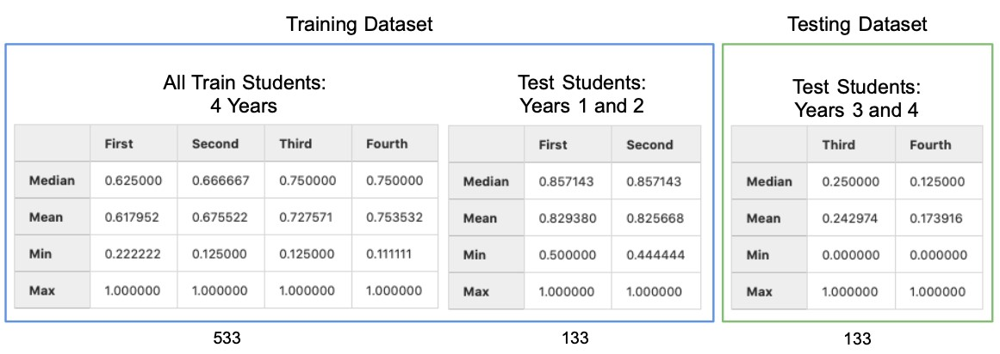 Training Dataset
Testing Dataset
All Train Students:
4 Years
First Second Third Fourth
Median 0.625000 0.666667 0.750000 0.750000
Mean 0.617952 0.675522 0.727571 0.753532
Min 0.222222 0.125000 0.125000 0.111111
Max 1.000000 1.000000 1.000000 1.000000
533
Test Students:
Years 1 and 2
First Second
Median 0.857143 0.857143
Mean 0.829380 0.825668
Min 0.500000 0.444444
Max 1.000000 1.000000
133
Test Students:
Years 3 and 4
Third Fourth
Median 0.250000 0.125000
Mean 0.242974 0.173916
Min 0.000000 0.000000
Max 1.000000 1.000000
133